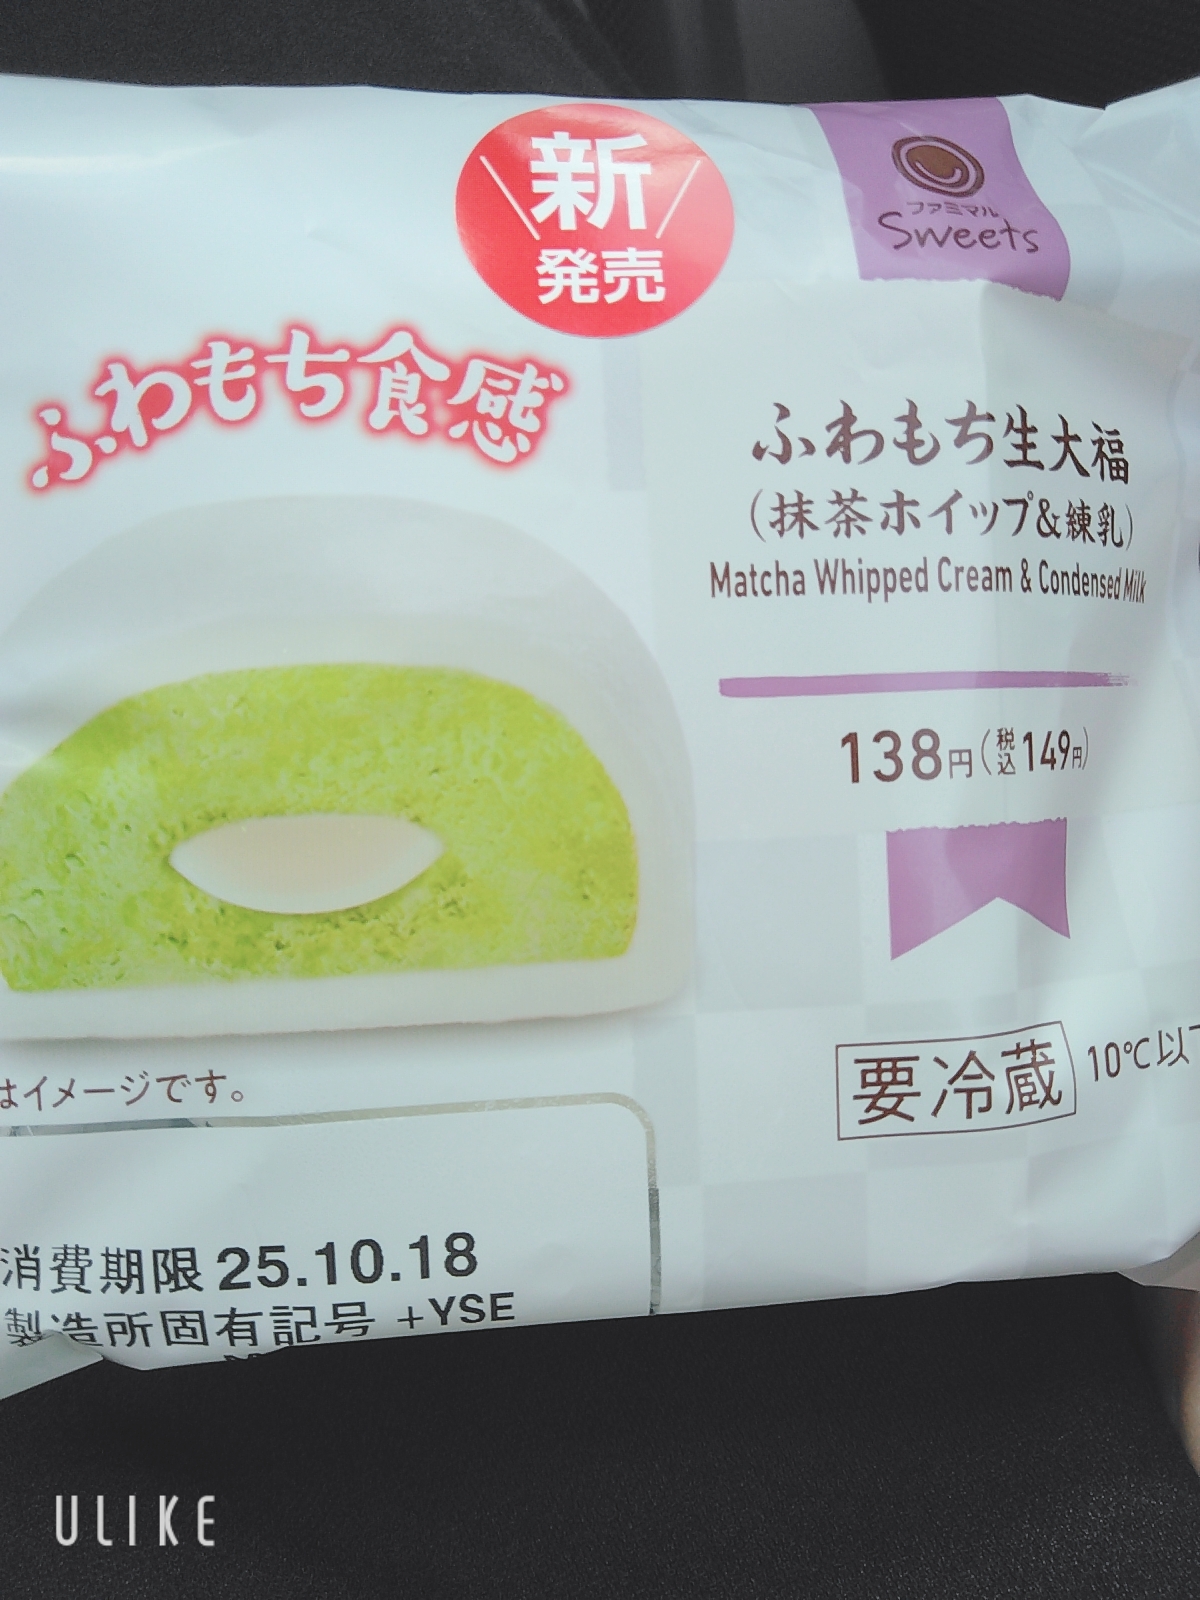 新
発売
ファミマル
Sweets
ふわもち食感
ふわもち生大福
(抹茶ホイップ&練乳)
Matcha Whipped Cream & Condensed Milk
138円(税込149円)
要冷蔵 10℃以下
はイメージです。
消費期限 25.10.18
製造所固有記号 +YSE
ULIKE